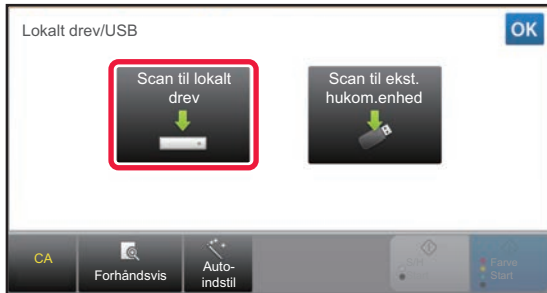 Lokalt drev/USB
OK
Scan til lokalt
drev
Scan til ekst.
hukom.enhed
CA
Forhåndsvis
Auto-
indstil
Farve
Start